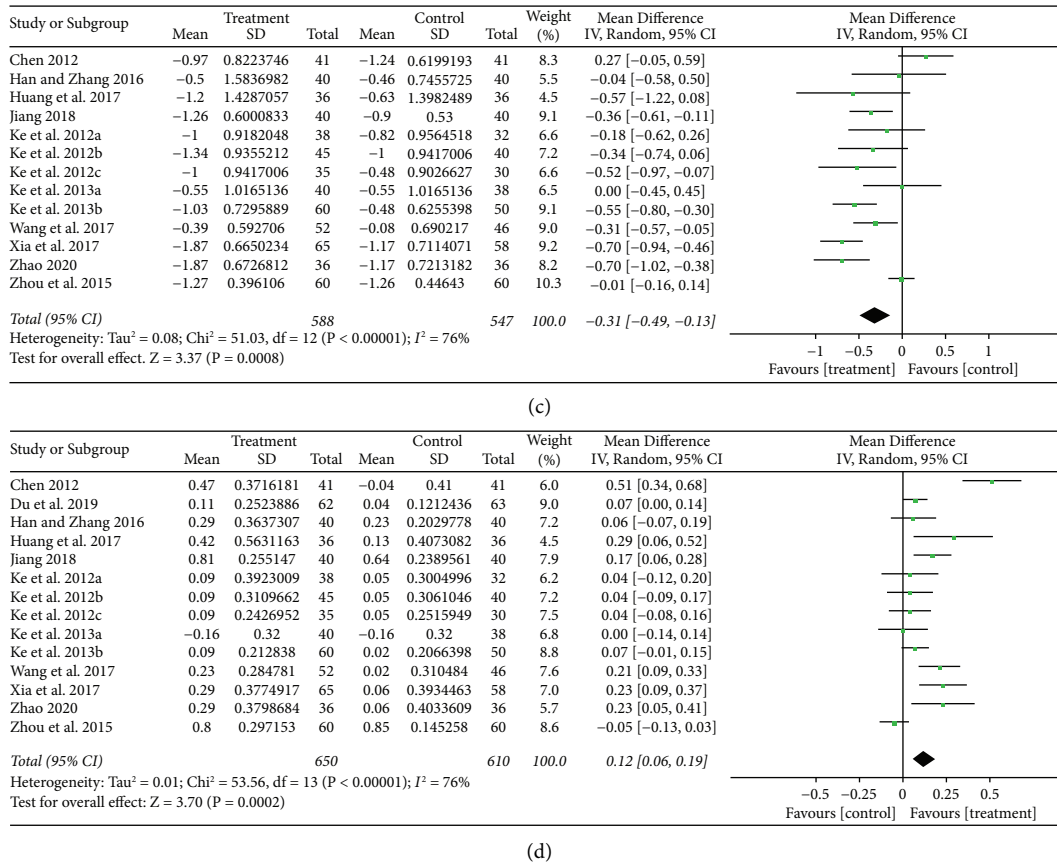 Study or Subgroup Treatment Control Weight (%) Mean Difference IV, Random, 95% CI Mean Difference IV, Random, 95% CI
Mean SD Total Mean SD Total
Chen 2012 −0.97 0.8223746 41 −1.24 0.6199193 41 8.3 0.27 [−0.05, 0.59]
Han and Zhang 2016 −0.5 1.5836982 40 −0.46 0.7455725 40 5.5 −0.04 [−0.58, 0.50]
Huang et al. 2017 −1.2 1.4287057 36 −0.63 1.3982489 36 4.5 −0.57 [−1.22, 0.08]
Jiang 2018 −1.26 0.6000833 40 −0.9 0.53 40 9.1 −0.36 [−0.61, −0.11]
Ke et al. 2012a −1 0.9182048 38 −0.82 0.9564518 32 6.6 −0.18 [−0.62, 0.26]
Ke et al. 2012b −1.34 0.9355212 45 −1 0.9417006 40 7.2 −0.34 [−0.74, 0.06]
Ke et al. 2012c −1 0.9417006 35 −0.48 0.9026627 30 6.6 −0.52 [−0.97, −0.07]
Ke et al. 2013a −0.55 1.0165136 40 −0.55 1.0165136 38 6.5 0.00 [−0.45, 0.45]
Ke et al. 2013b −1.03 0.7295889 60 −0.48 0.6255398 50 9.1 −0.55 [−0.80, −0.30]
Wang et al. 2017 −0.39 0.592706 52 −0.08 0.690217 46 9.0 −0.31 [−0.57, −0.05]
Xia et al. 2017 −1.87 0.6650234 65 −1.17 0.7114071 58 9.2 −0.70 [−0.94, −0.46]
Zhao 2020 −1.87 0.6726812 36 −1.17 0.7213182 36 8.2 −0.70 [−1.02, −0.38]
Zhou et al. 2015 −1.27 0.396106 60 −1.26 0.44643 60 10.3 −0.01 [−0.16, 0.14]
Total (95% CI) 588 547 100.0 −0.31 [−0.49, −0.13]
Heterogeneity: Tau² = 0.08; Chi² = 51.03, df = 12 (P < 0.00001); I² = 76%
Test for overall effect. Z = 3.37 (P = 0.0008)
−1 −0.5 0 0.5 1
Favours [treatment] Favours [control]
(c)
Study or Subgroup Treatment Control Weight (%) Mean Difference IV, Random, 95% CI Mean Difference IV, Random, 95% CI
Mean SD Total Mean SD Total
Chen 2012 0.47 0.3716181 41 −0.04 0.41 41 6.0 0.51 [0.34, 0.68]
Du et al. 2019 0.11 0.2523886 62 0.04 0.1212436 63 9.0 0.07 [0.00, 0.14]
Han and Zhang 2016 0.29 0.3637307 40 0.23 0.2029778 40 7.2 0.06 [−0.07, 0.19]
Huang et al. 2017 0.42 0.5631163 36 0.13 0.4073082 36 4.5 0.29 [0.06, 0.52]
Jiang 2018 0.81 0.255147 40 0.64 0.2389561 40 7.9 0.17 [0.06, 0.28]
Ke et al. 2012a 0.09 0.3923009 38 0.05 0.3004996 32 6.2 0.04 [−0.12, 0.20]
Ke et al. 2012b 0.09 0.3109662 45 0.05 0.3061046 40 7.2 0.04 [−0.09, 0.17]
Ke et al. 2012c 0.09 0.2426952 35 0.05 0.2515949 30 7.5 0.04 [−0.08, 0.16]
Ke et al. 2013a −0.16 0.32 40 −0.16 0.32 38 6.8 0.00 [−0.14, 0.14]
Ke et al. 2013b 0.09 0.212838 60 0.02 0.2066398 50 8.8 0.07 [−0.01, 0.15]
Wang et al. 2017 0.23 0.284781 52 0.02 0.310484 46 7.6 0.21 [0.09, 0.33]
Xia et al. 2017 0.29 0.3774917 65 0.06 0.3934463 58 7.0 0.23 [0.09, 0.37]
Zhao 2020 0.29 0.3798684 36 0.06 0.4033609 36 5.7 0.23 [0.05, 0.41]
Zhou et al. 2015 0.8 0.297153 60 0.85 0.145258 60 8.6 −0.05 [−0.13, 0.03]
Total (95% CI) 650 610 100.0 0.12 [0.06, 0.19]
Heterogeneity: Tau² = 0.01; Chi² = 53.56, df = 13 (P < 0.00001); I² = 76%
Test for overall effect: Z = 3.70 (P = 0.0002)
−0.5 −0.25 0 0.25 0.5
Favours [control] Favours [treatment]
(d)